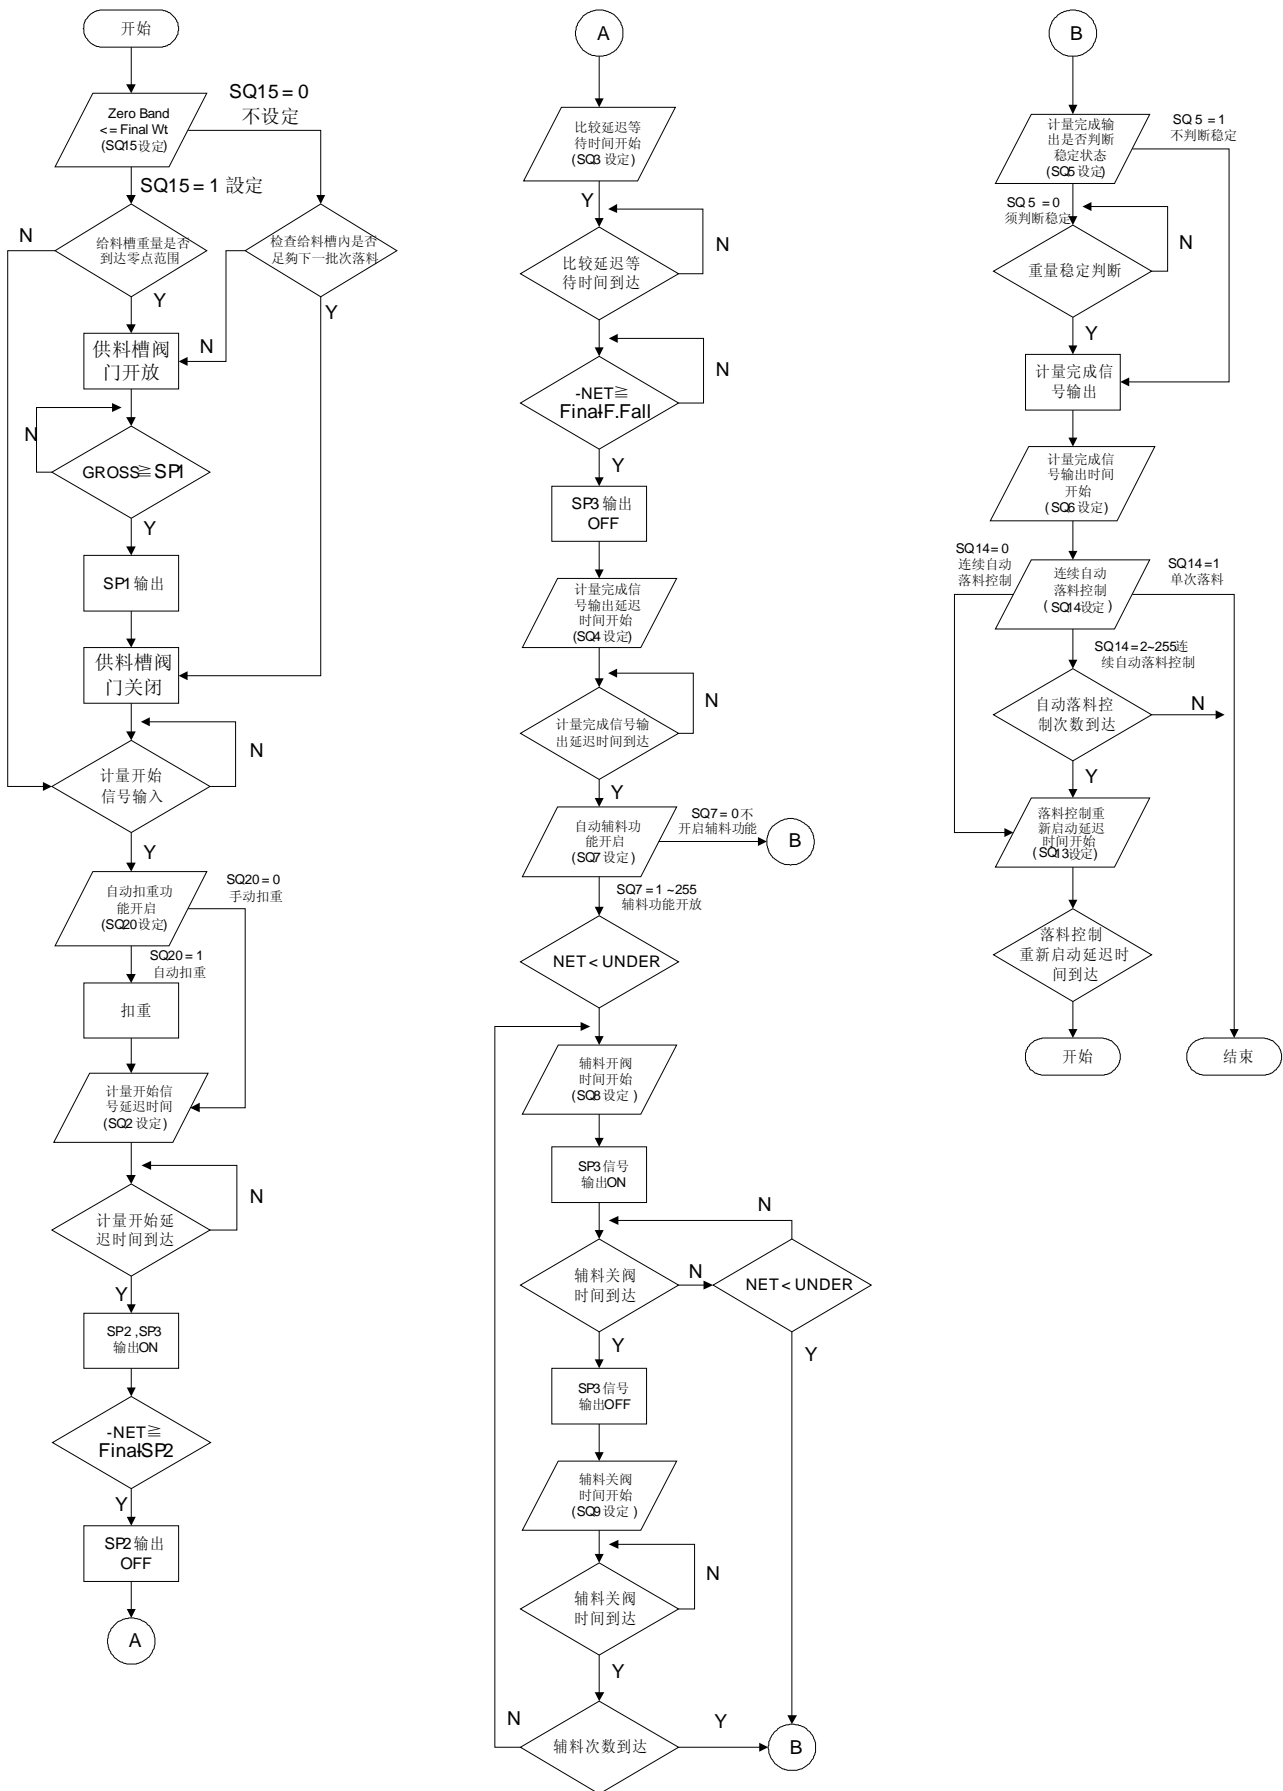 开始
Zero Band
<= Final Wt
(SQ15设定)
SQ15 = 0
不设定
SQ15 = 1 設定
N
给料槽重量是否
到达零点范围
检查给料槽內是否
足夠下一批次落料
Y
Y
N
供料槽阀
门开放
N
GROSS≧SP1
Y
SP1 输出
供料槽阀
门关闭
N
计量开始
信号输入
Y
自动扣重功
能开启
(SQ20设定)
SQ20 = 0
手动扣重
SQ20 = 1
自动扣重
扣重
计量开始信
号延迟时间
(SQ2 设定)
N
计量开始延
迟时间到达
Y
SP2 ,SP3
输出ON
-NET≧
Final-SP2
Y
SP2 输出
OFF
A
A
比较延迟等
待时间开始
(SQ3 设定)
Y
N
比较延迟等
待时间到达
N
-NET≧
Final-F.Fall
Y
SP3 输出
OFF
计量完成信
号输出延迟
时间开始
(SQ4 设定)
N
计量完成信号输
出延迟时间到达
Y
自动辅料功
能开启
(SQ7 设定)
SQ7 = 0 不
开启辅料功能
B
SQ7 = 1 ~255
辅料功能开放
NET < UNDER
辅料开阀
时间开始
(SQ8 设定 )
SP3 信号
输出ON
N
辅料关阀
时间到达
N
NET < UNDER
Y
Y
SP3 信号
输出OFF
辅料关阀
时间开始
(SQ9 设定 )
N
辅料关阀
时间到达
Y
N
辅料次数到达
Y
B
B
计量完成输
出是否判断
稳定状态
(SQ5 设定)
SQ 5 = 1
不判断稳定
SQ 5 = 0
须判断稳定
N
重量稳定判断
Y
计量完成信
号输出
计量完成信
号输出时间
开始
(SQ6 设定)
SQ14 = 0
连续自动
落料控制
连续自动
落料控制
(SQ14设定)
SQ14 =1
单次落料
SQ14 = 2~255连
续自动落料控制
自动落料控
制次数到达
N
Y
落料控制重
新启动延迟
时间开始
(SQ13设定)
落料控制
重新启动延迟时
间到达
开始
结束